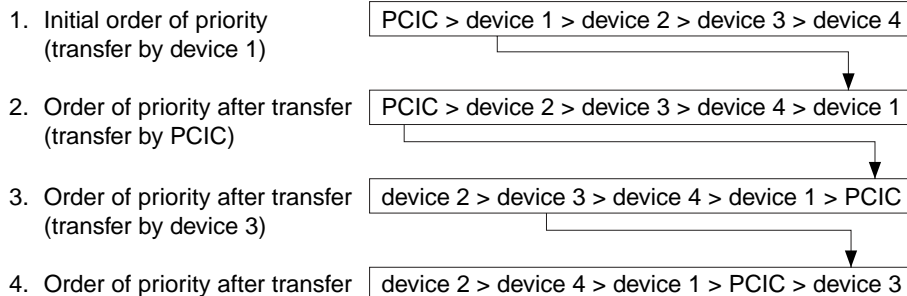 1. Initial order of priority
(transfer by device 1)
PCIC > device 1 > device 2 > device 3 > device 4
2. Order of priority after transfer
(transfer by PCIC)
PCIC > device 2 > device 3 > device 4 > device 1
3. Order of priority after transfer
(transfer by device 3)
device 2 > device 3 > device 4 > device 1 > PCIC
4. Order of priority after transfer
device 2 > device 4 > device 1 > PCIC > device 3